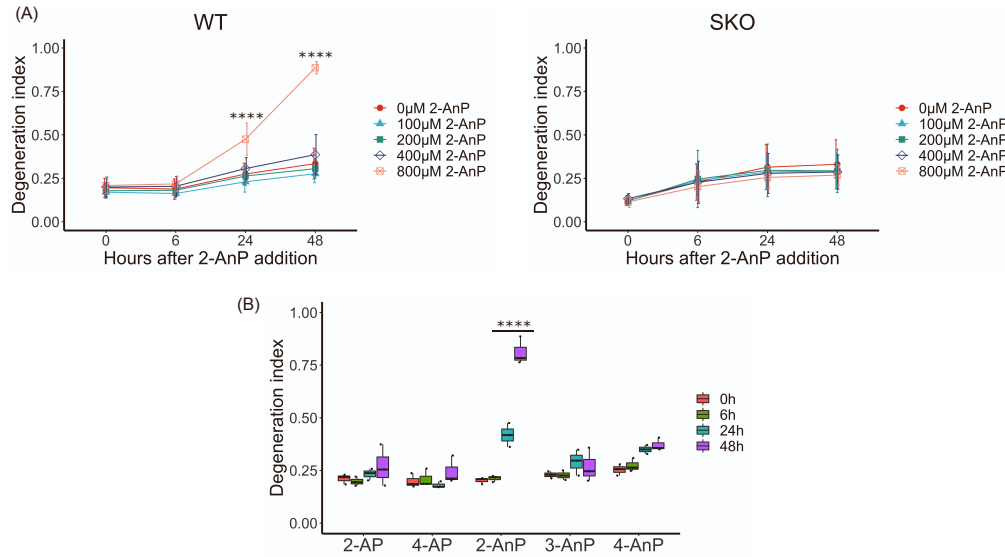 (A)
WT
1.00
0.75
0.50
0.25
0.00
Degeneration index
****
****
0 6 24 48
Hours after 2-AnP addition
0µM 2-AnP
100µM 2-AnP
200µM 2-AnP
400µM 2-AnP
800µM 2-AnP
SKO
1.00
0.75
0.50
0.25
0.00
Degeneration index
0 6 24 48
Hours after 2-AnP addition
0µM 2-AnP
100µM 2-AnP
200µM 2-AnP
400µM 2-AnP
800µM 2-AnP
(B)
1.00
0.75
0.50
0.25
0.00
Degeneration index
****
2-AP 4-AP 2-AnP 3-AnP 4-AnP
0h
6h
24h
48h